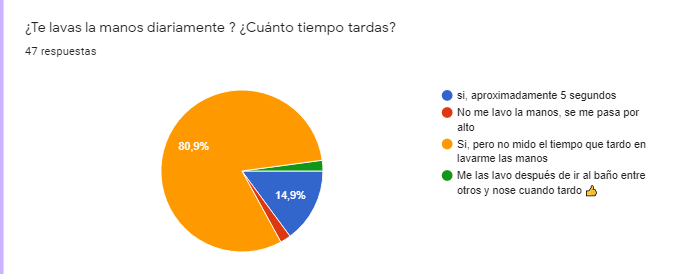 ¿Te lavas la manos diariamente ? ¿Cuánto tiempo tardas?
47 respuestas
80,9%
14,9%
si, aproximadamente 5 segundos
No me lavo la manos, se me pasa por
alto
Si, pero no mido el tiempo que tardo en
lavarme las manos
Me las lavo después de ir al baño entre
otros y nose cuando tardo 👍